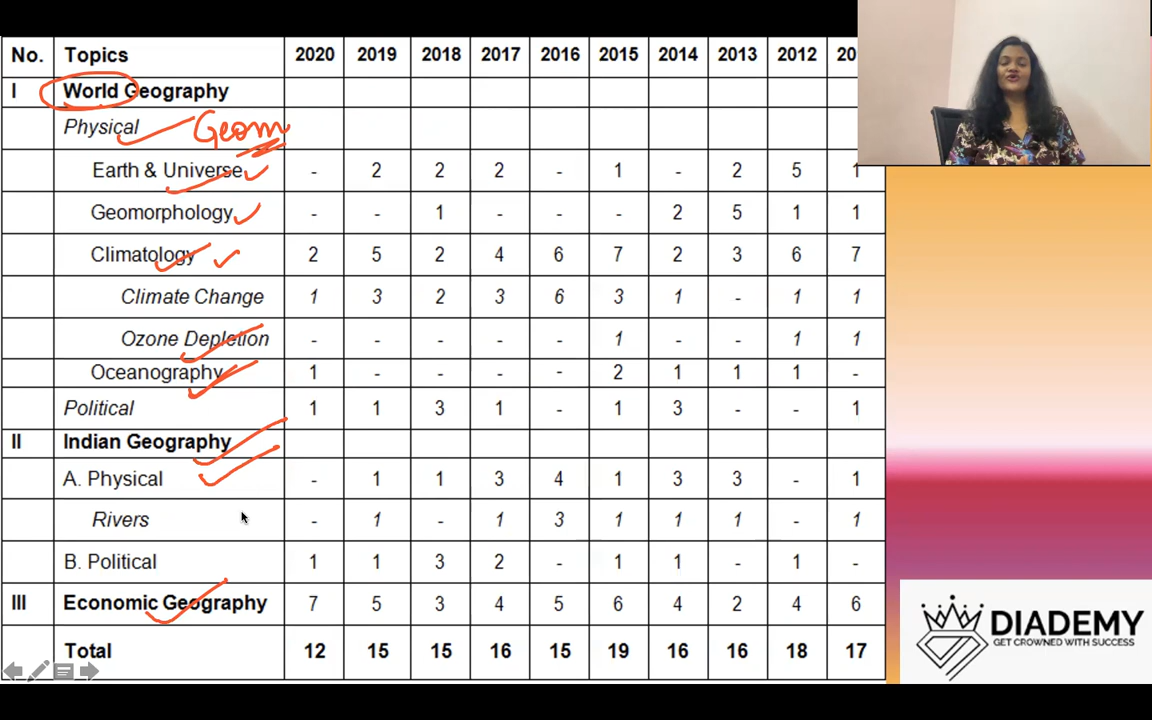 No. Topics 2020 2019 2018 2017 2016 2015 2014 2013 2012 20
I World Geography
Physical Geom
Earth & Universe - 2 2 2 - 1 - 2 5 1
Geomorphology - - 1 - - - 2 5 1 1
Climatology 2 5 2 4 6 7 2 3 6 7
Climate Change 1 3 2 3 6 3 1 - 1 1
Ozone Depletion - - - - - 1 - - 1 1
Oceanography 1 - - - - 2 1 1 1 -
Political 1 1 3 1 - 1 3 - - 1
II Indian Geography
A. Physical - 1 1 3 4 1 3 3 - 1
Rivers - 1 - 1 3 1 1 1 - 1
B. Political 1 1 3 2 - 1 1 - 1 -
III Economic Geography 7 5 3 4 5 6 4 2 4 6
Total 12 15 15 16 15 19 16 16 18 17
DIADEMY
GET CROWNED WITH SUCCESS